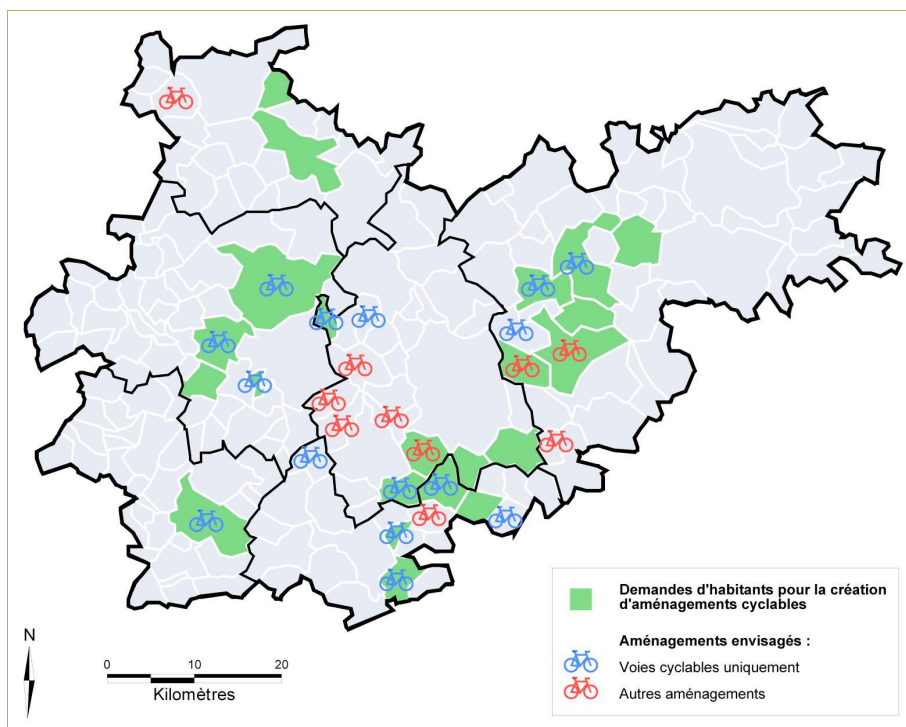 N
0 10 20
Kilomètres
Demandes d'habitants pour la création
d'aménagements cyclables
Aménagements envisagés :
Voies cyclables uniquement
Autres aménagements